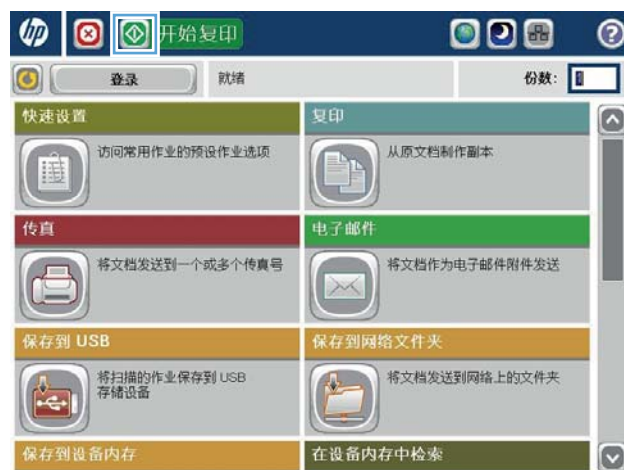 hp
开始复印
?
登录
就绪
份数:
快速设置
访问常用作业的预设作业选项
复印
从原文档制作副本
传真
将文档发送到一个或多个传真号
电子邮件
将文档作为电子邮件附件发送
保存到 USB
将扫描的作业保存到 USB
存储设备
保存到网络文件夹
将文档发送到网络上的文件夹
保存到设备内存
在设备内存中检索